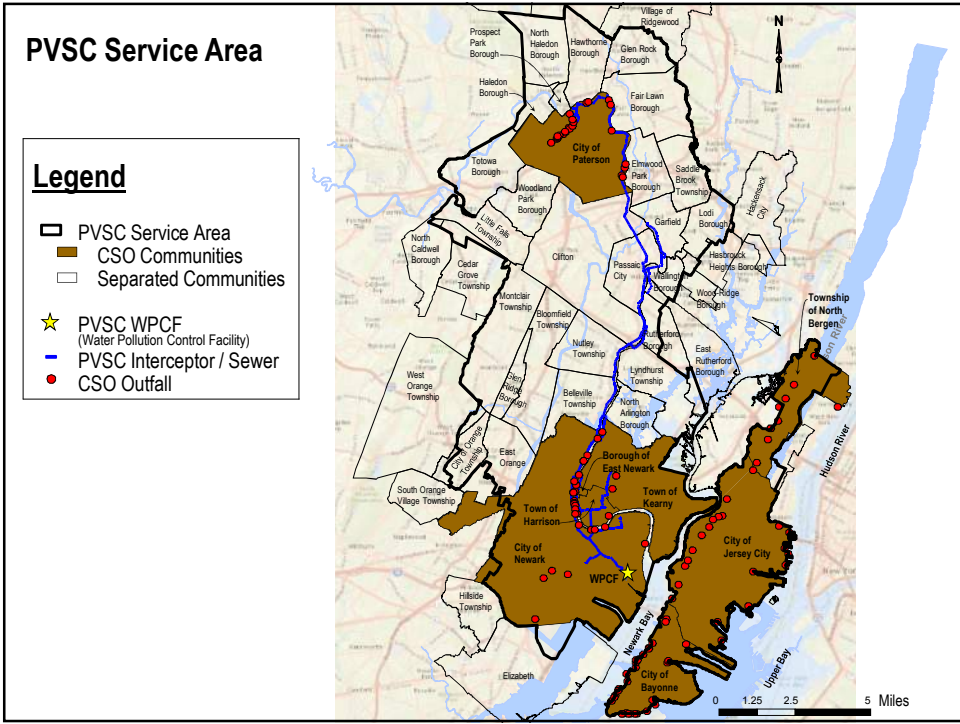 PVSC Service Area
Legend
PVSC Service Area
CSO Communities
Separated Communities
PVSC WPCF
(Water Pollution Control Facility)
PVSC Interceptor / Sewer
CSO Outfall
Village of
Ridgewood
Prospect
Park
Borough
North
Haledon
Borough
Hawthorne
Borough
Glen Rock
Borough
N
Haledon
Borough
Fair Lawn
Borough
City of
Paterson
Totowa
Borough
Elmwood
Park
Borough
Saddle
Brook
Township
Hackensack
City
Woodland
Park
Borough
Little Falls
Township
Garfield
Lodi
Borough
North
Caldwell
Borough
Cedar
Grove
Township
Clifton
Passaic
City
Wallington
Borough
Hasbrouck
Heights Borough
Wood-Ridge
Borough
Montclair
Township
Bloomfield
Township
Township
of North
Bergen
Nutley
Township
Rutherford
Borough
East
Rutherford
Borough
Lyndhurst
Township
West
Orange
Township
Glen
Ridge
Borough
Belleville
Township
North
Arlington
Borough
City of Orange
Township
East
Orange
Borough of
East Newark
Hudson River
South Orange
Village Township
Town of
Harrison
Town of
Kearny
City of
Newark
City of
Jersey City
WPCF
Hillside
Township
Newark Bay
Elizabeth
City of
Bayonne
Upper Bay
0 1.25 2.5 5 Miles